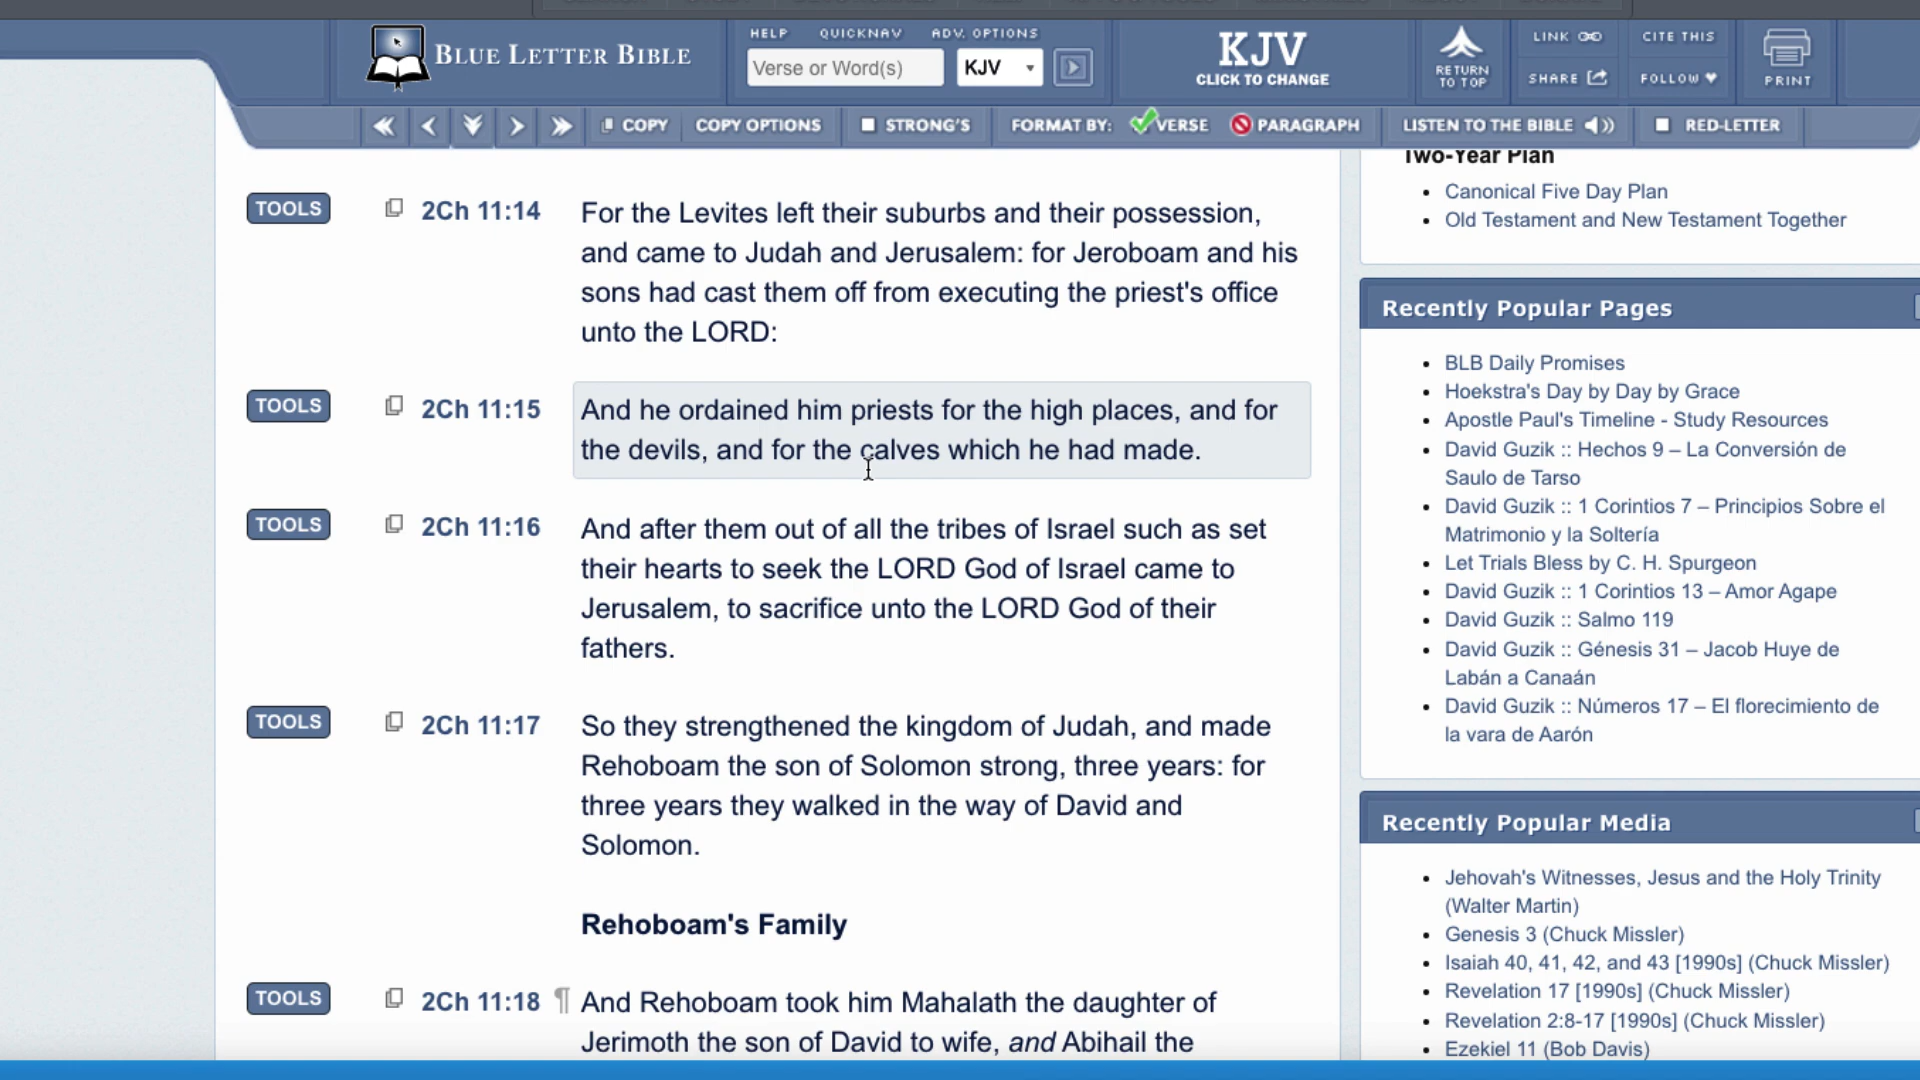 BLUE LETTER BIBLE
HELP QUICKNAV ADV. OPTIONS
Verse or Word(s) KJV
KJV
CLICK TO CHANGE
RETURN
TO TOP
LINK
SHARE
CITE THIS
FOLLOW
PRINT
COPY COPY OPTIONS STRONG'S FORMAT BY: VERSE PARAGRAPH LISTEN TO THE BIBLE RED-LETTER
TOOLS 2Ch 11:14 For the Levites left their suburbs and their possession,
and came to Judah and Jerusalem: for Jeroboam and his
sons had cast them off from executing the priest's office
unto the LORD:
TOOLS 2Ch 11:15 And he ordained him priests for the high places, and for
the devils, and for the calves which he had made.
TOOLS 2Ch 11:16 And after them out of all the tribes of Israel such as set
their hearts to seek the LORD God of Israel came to
Jerusalem, to sacrifice unto the LORD God of their
fathers.
TOOLS 2Ch 11:17 So they strengthened the kingdom of Judah, and made
Rehoboam the son of Solomon strong, three years: for
three years they walked in the way of David and
Solomon.
Rehoboam's Family
TOOLS 2Ch 11:18 ¶ And Rehoboam took him Mahalath the daughter of
Jerimoth the son of David to wife, and Abihail the
Two-Year Plan
• Canonical Five Day Plan
• Old Testament and New Testament Together
Recently Popular Pages
• BLB Daily Promises
• Hoekstra's Day by Day by Grace
• Apostle Paul's Timeline - Study Resources
• David Guzik :: Hechos 9 – La Conversión de
Saulo de Tarso
• David Guzik :: 1 Corintios 7 – Principios Sobre el
Matrimonio y la Soltería
• Let Trials Bless by C. H. Spurgeon
• David Guzik :: 1 Corintios 13 – Amor Agape
• David Guzik :: Salmo 119
• David Guzik :: Génesis 31 – Jacob Huye de
Labán a Canaán
• David Guzik :: Números 17 – El florecimiento de
la vara de Aarón
Recently Popular Media
• Jehovah's Witnesses, Jesus and the Holy Trinity
(Walter Martin)
• Genesis 3 (Chuck Missler)
• Isaiah 40, 41, 42, and 43 [1990s] (Chuck Missler)
• Revelation 17 [1990s] (Chuck Missler)
• Revelation 2:8-17 [1990s] (Chuck Missler)
• Ezekiel 11 (Bob Davis)